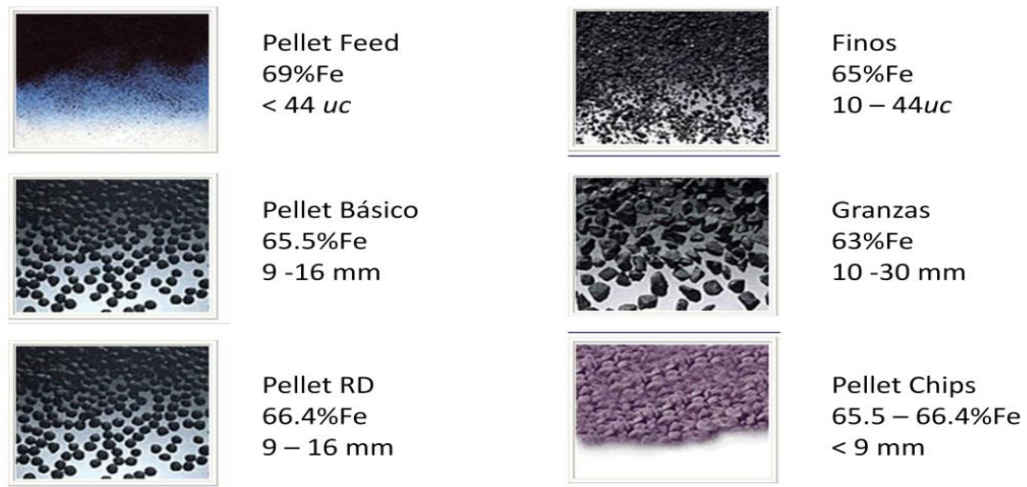 Pellet Feed
69%Fe
< 44 uc
Finos
65%Fe
10 – 44uc
Pellet Básico
65.5%Fe
9 -16 mm
Granzas
63%Fe
10 -30 mm
Pellet RD
66.4%Fe
9 – 16 mm
Pellet Chips
65.5 – 66.4%Fe
< 9 mm